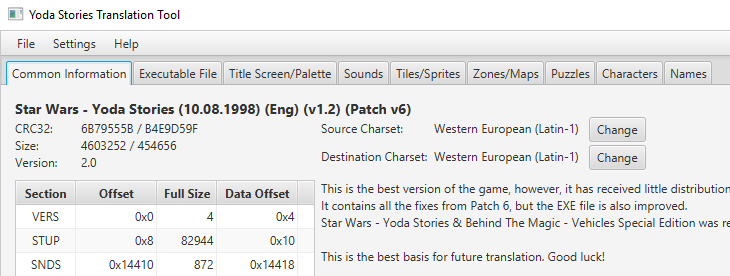 Yoda Stories Translation Tool
File Settings Help
Common Information Executable File Title Screen/Palette Sounds Tiles/Sprites Zones/Maps Puzzles Characters Names
Star Wars - Yoda Stories (10.08.1998) (Eng) (v1.2) (Patch v6)
CRC32: 6B79555B / B4E9D59F
Size: 4603252 / 454656
Version: 2.0
Source Charset: Western European (Latin-1) Change
Destination Charset: Western European (Latin-1) Change
Section Offset Full Size Data Offset
VERS 0x0 4 0x4
STUP 0x8 82944 0x10
SNDS 0x14410 872 0x14418
This is the best version of the game, however, it has received little distribution
It contains all the fixes from Patch 6, but the EXE file is also improved.
Star Wars - Yoda Stories & Behind The Magic - Vehicles Special Edition was re
This is the best basis for future translation. Good luck!